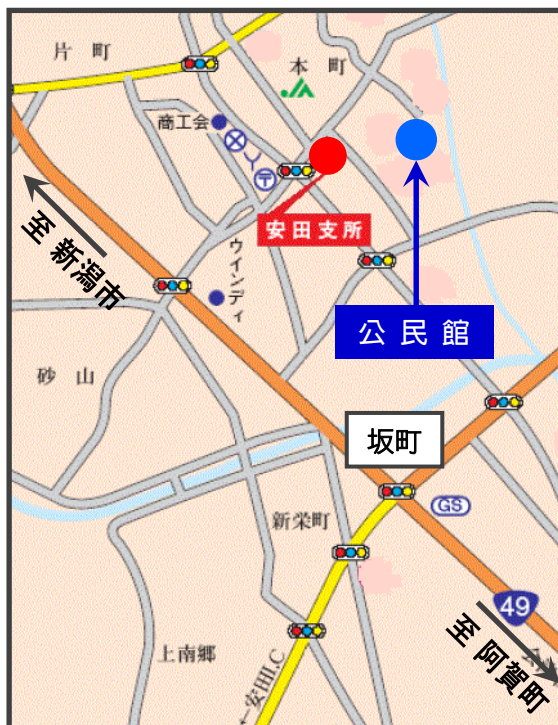 片町
本町
JA
商工会
〒
安田支所
至 新潟市
ウインディ
公民館
砂山
坂町
GS
新栄町
49
至 阿賀町
上南郷
←安田I.C